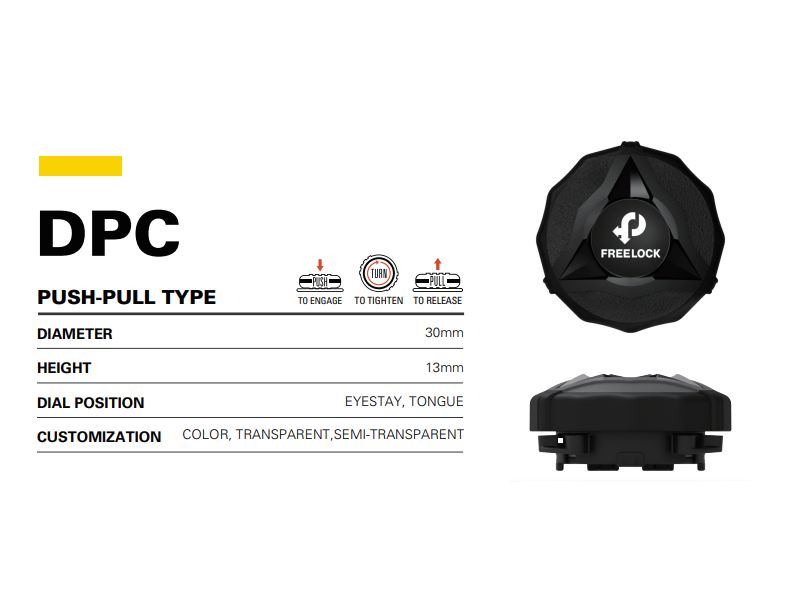 DPC
PUSH-PULL TYPE
PUSH TURN PULL
TO ENGAGE TO TIGHTEN TO RELEASE
DIAMETER 30mm
HEIGHT 13mm
DIAL POSITION EYESTAY, TONGUE
CUSTOMIZATION COLOR, TRANSPARENT,SEMI-TRANSPARENT
FREELOCK